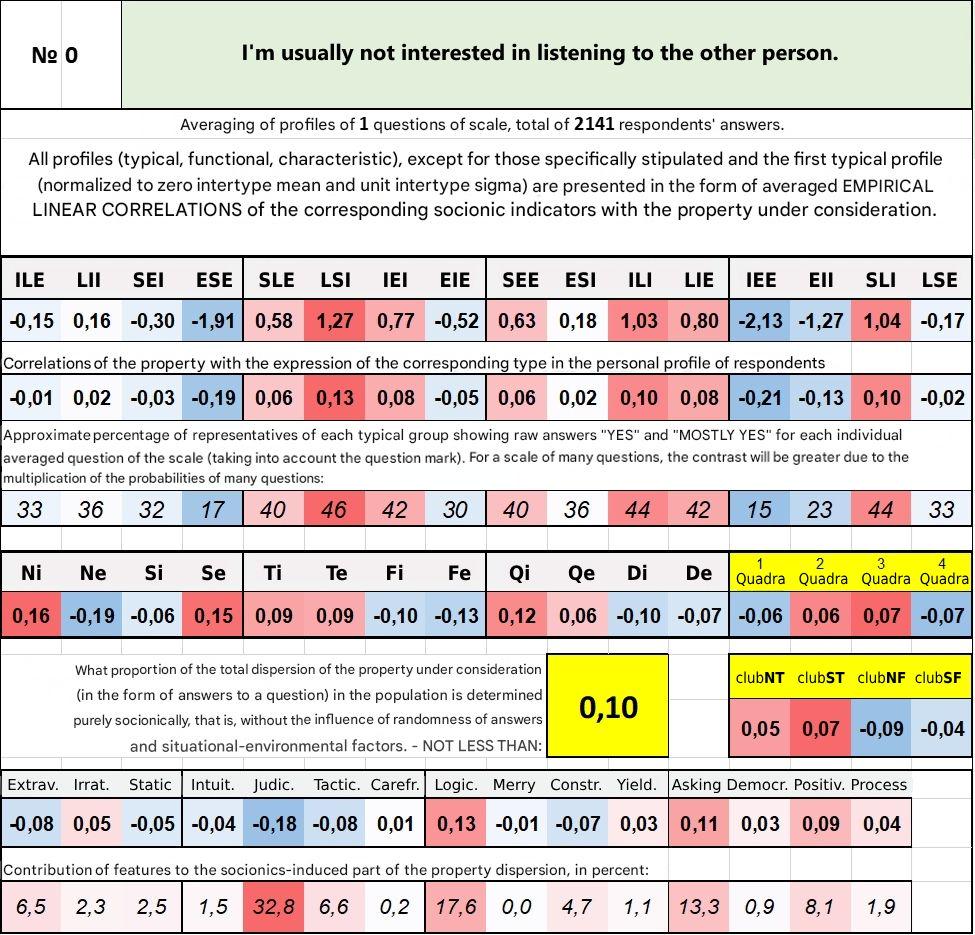 № 0
I'm usually not interested in listening to the other person.
Averaging of profiles of 1 questions of scale, total of 2141 respondents' answers.
All profiles (typical, functional, characteristic), except for those specifically stipulated and the first typical profile
(normalized to zero intertype mean and unit intertype sigma) are presented in the form of averaged EMPIRICAL
LINEAR CORRELATIONS of the corresponding socionic indicators with the property under consideration.
ILE LII SEI ESE SLE LSI IEI EIE SEE ESI ILI LIE IEE EII SLI LSE
-0,15 0,16 -0,30 -1,91 0,58 1,27 0,77 -0,52 0,63 0,18 1,03 0,80 -2,13 -1,27 1,04 -0,17
Correlations of the property with the expression of the corresponding type in the personal profile of respondents
-0,01 0,02 -0,03 -0,19 0,06 0,13 0,08 -0,05 0,06 0,02 0,10 0,08 -0,21 -0,13 0,10 -0,02
Approximate percentage of representatives of each typical group showing raw answers "YES" and "MOSTLY YES" for each individual
averaged question of the scale (taking into account the question mark). For a scale of many questions, the contrast will be greater due to the
multiplication of the probabilities of many questions:
33 36 32 17 40 46 42 30 40 36 44 42 15 23 44 33
Ni Ne Si Se Ti Te Fi Fe Qi Qe Di De 1 Quadra 2 Quadra 3 Quadra 4 Quadra
0,16 -0,19 -0,06 0,15 0,09 0,09 -0,10 -0,13 0,12 0,06 -0,10 -0,07 -0,06 0,06 0,07 -0,07
What proportion of the total dispersion of the property under consideration
(in the form of answers to a question) in the population is determined
purely socionically, that is, without the influence of randomness of answers
and situational-environmental factors. - NOT LESS THAN:
0,10
clubNT clubST clubNF clubSF
0,05 0,07 -0,09 -0,04
Extrav. Irrat. Static Intuit. Judic. Tactic. Carefr. Logic. Merry Constr. Yield. Asking Democr. Positiv. Process
-0,08 0,05 -0,05 -0,04 -0,18 -0,08 0,01 0,13 -0,01 -0,07 0,03 0,11 0,03 0,09 0,04
Contribution of features to the socionics-induced part of the property dispersion, in percent:
6,5 2,3 2,5 1,5 32,8 6,6 0,2 17,6 0,0 4,7 1,1 13,3 0,9 8,1 1,9